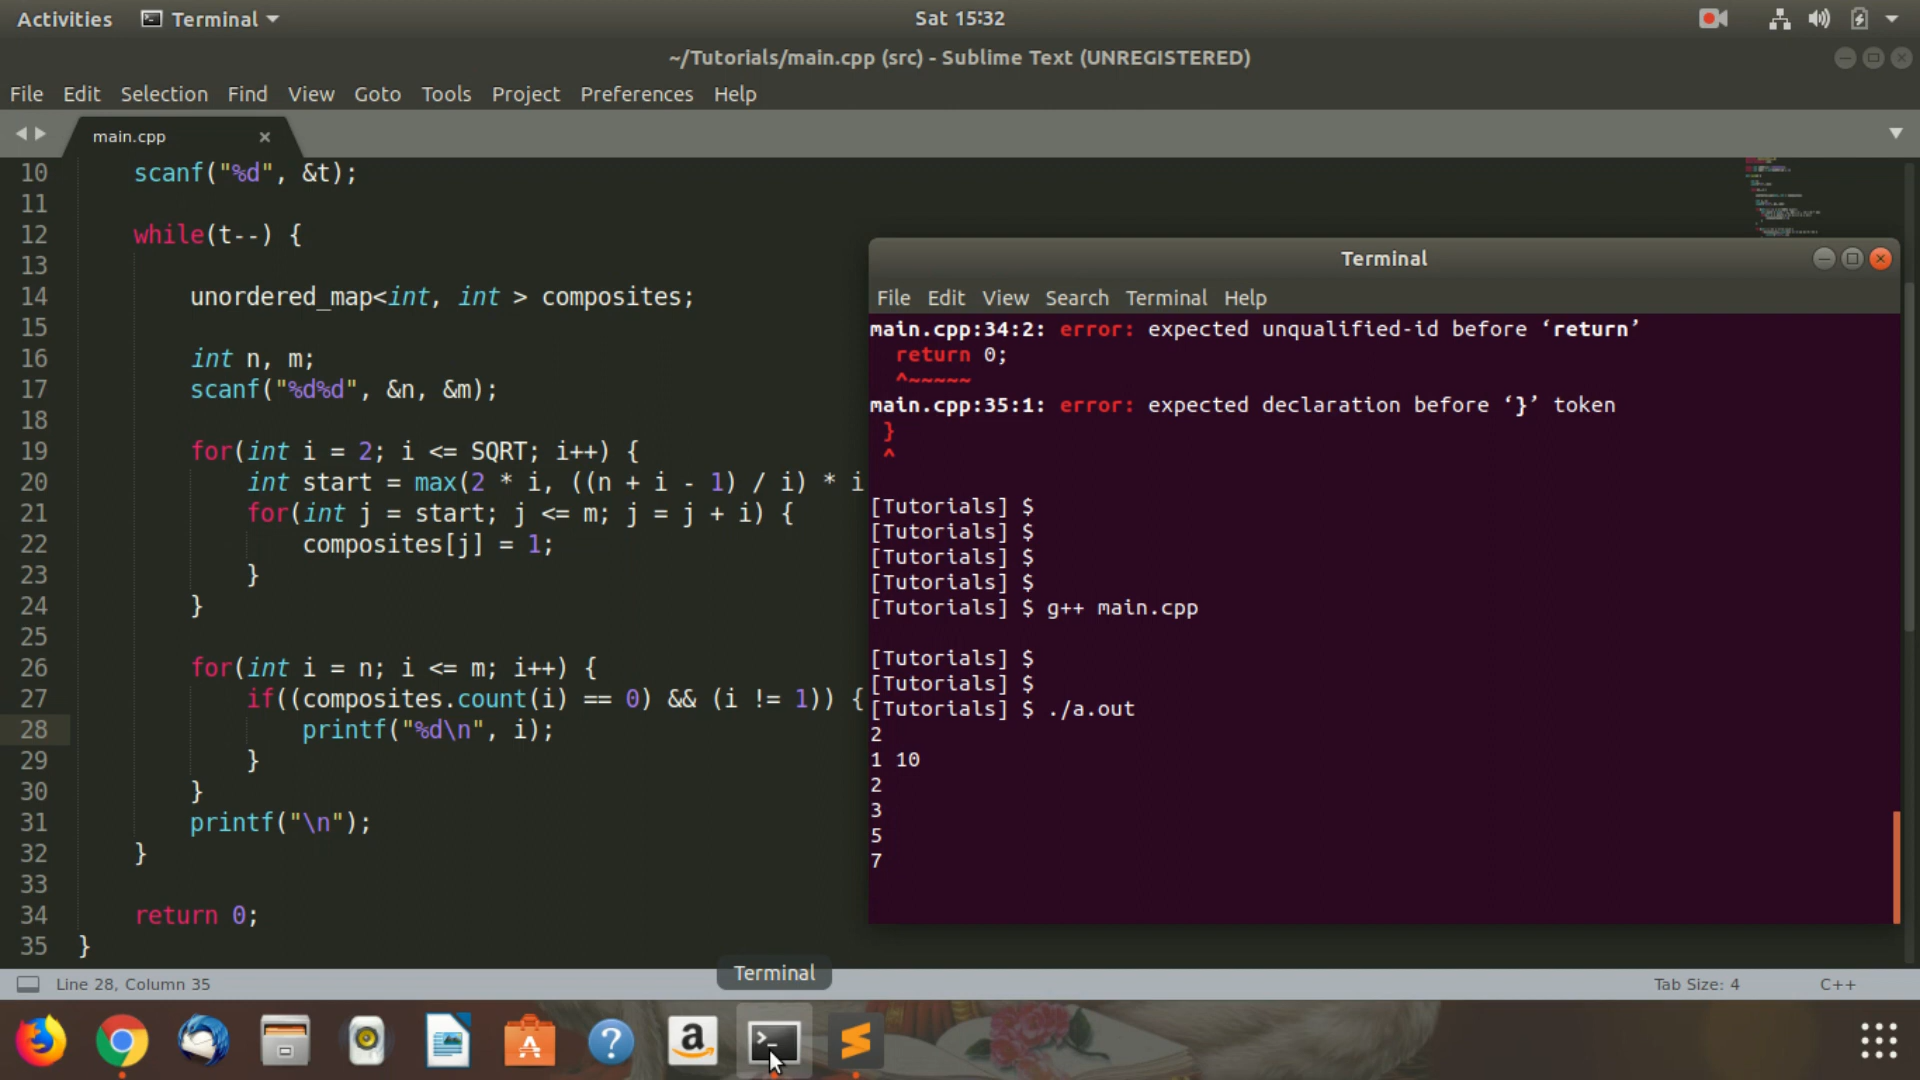 Activities Terminal Sat 15:32
~/Tutorials/main.cpp (src) - Sublime Text (UNREGISTERED)
File Edit Selection Find View Goto Tools Project Preferences Help
main.cpp
10 scanf("%d", &t);
11
12 while(t--) {
13
14 unordered_map<int, int > composites;
15
16 int n, m;
17 scanf("%d%d", &n, &m);
18
19 for(int i = 2; i <= SQRT; i++) {
20 int start = max(2 * i, ((n + i - 1) / i) * i
21 for(int j = start; j <= m; j = j + i) {
22 composites[j] = 1;
23 }
24 }
25
26 for(int i = n; i <= m; i++) {
27 if((composites.count(i) == 0) && (i != 1)) {
28 printf("%d\n", i);
29 }
30 }
31 printf("\n");
32 }
33
34 return 0;
35 }
Line 28, Column 35 Tab Size: 4 C++
Terminal
File Edit View Search Terminal Help
main.cpp:34:2: error: expected unqualified-id before ‘return’
return 0;
^~~~~~
main.cpp:35:1: error: expected declaration before ‘}’ token
}
^
[Tutorials] $
[Tutorials] $
[Tutorials] $
[Tutorials] $
[Tutorials] $ g++ main.cpp
[Tutorials] $
[Tutorials] $
[Tutorials] $ ./a.out
2
1 10
2
3
5
7
Terminal